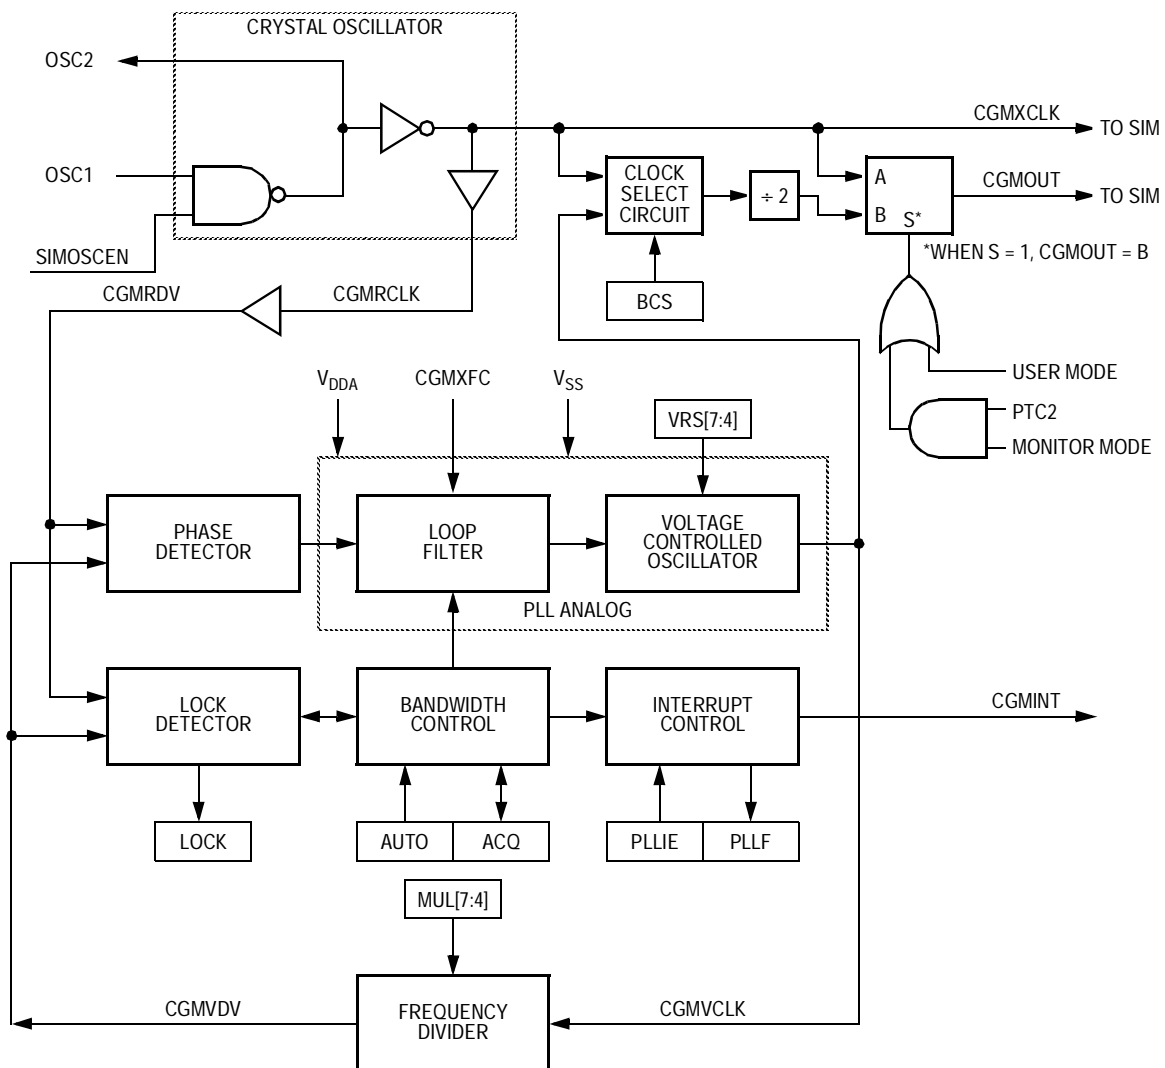 CRYSTAL OSCILLATOR
OSC2
CGMXCLK
TO SIM
OSC1
CLOCK
SELECT
CIRCUIT
÷ 2
A
B
S*
CGMOUT
TO SIM
SIMOSCEN
*WHEN S = 1, CGMOUT = B
CGMRDV
CGMRCLK
BCS
USER MODE
PTC2
MONITOR MODE
VDDA
CGMXFC
VSS
VRS[7:4]
PHASE
DETECTOR
LOOP
FILTER
VOLTAGE
CONTROLLED
OSCILLATOR
PLL ANALOG
LOCK
DETECTOR
BANDWIDTH
CONTROL
INTERRUPT
CONTROL
CGMINT
LOCK
AUTO
ACQ
PLLIE
PLLF
MUL[7:4]
CGMVDV
FREQUENCY
DIVIDER
CGMVCLK